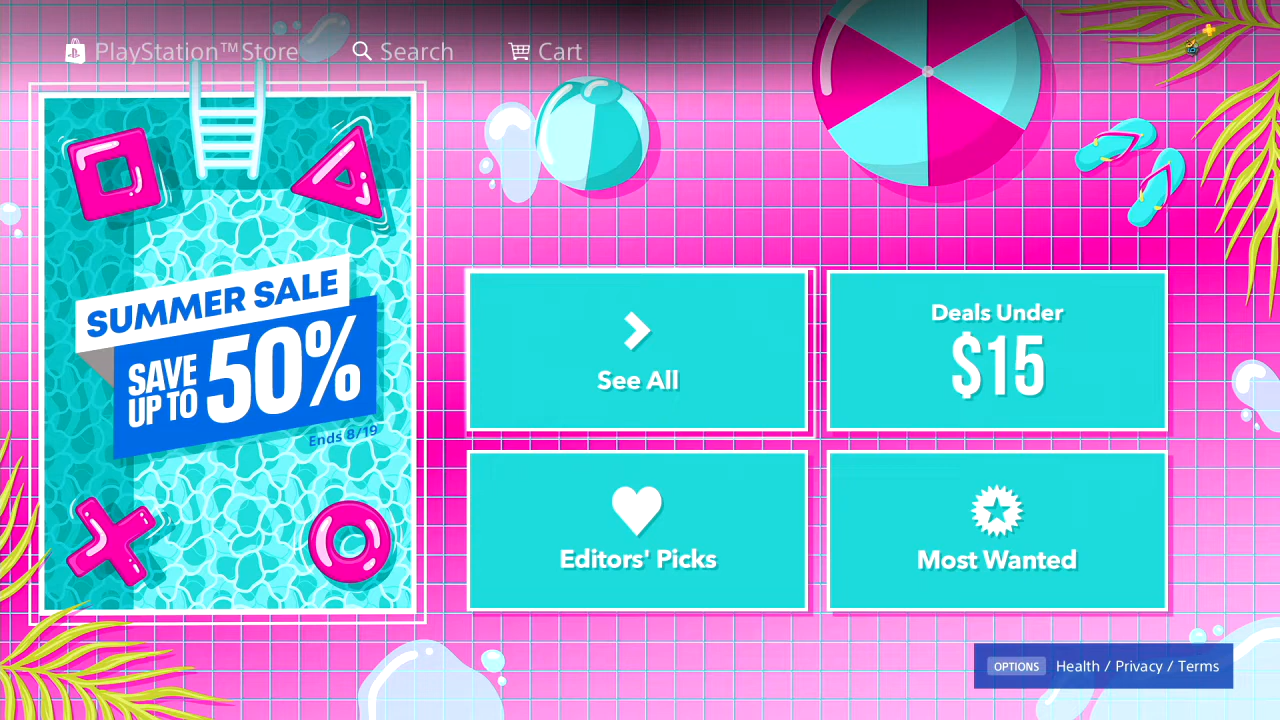 PlayStation™Store
Search
Cart
SUMMER SALE
SAVE
UP TO
50%
Ends 8/19
See All
Deals Under
$15
Editors' Picks
Most Wanted
OPTIONS
Health / Privacy / Terms